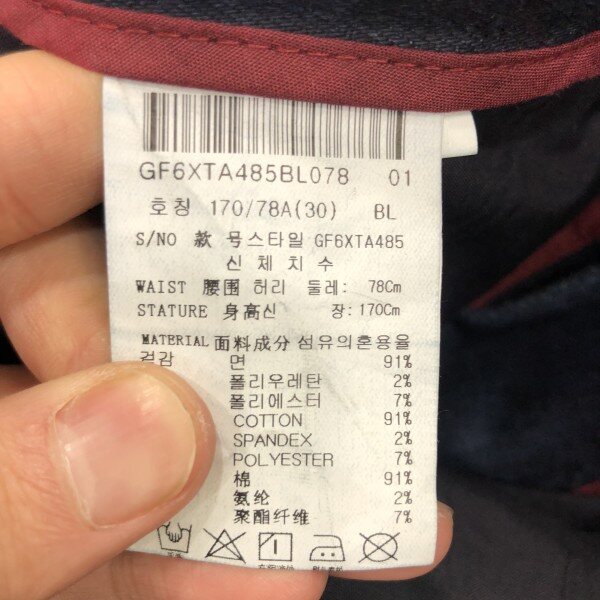 GF6XTA485BL078 01
호칭 170/78A(30) BL
S/NO 款 号스타일 GF6XTA485
신 체 치 수
WAIST 腰围 허리 둘레: 78Cm
STATURE 身高신 장: 170Cm
MATERIAL 面料成分 섬유의혼용율
겉감 면 91%
폴리우레탄 2%
폴리에스터 7%
COTTON 91%
SPANDEX 2%
POLYESTER 7%
棉 91%
氨纶 2%
聚酯纤维 7%